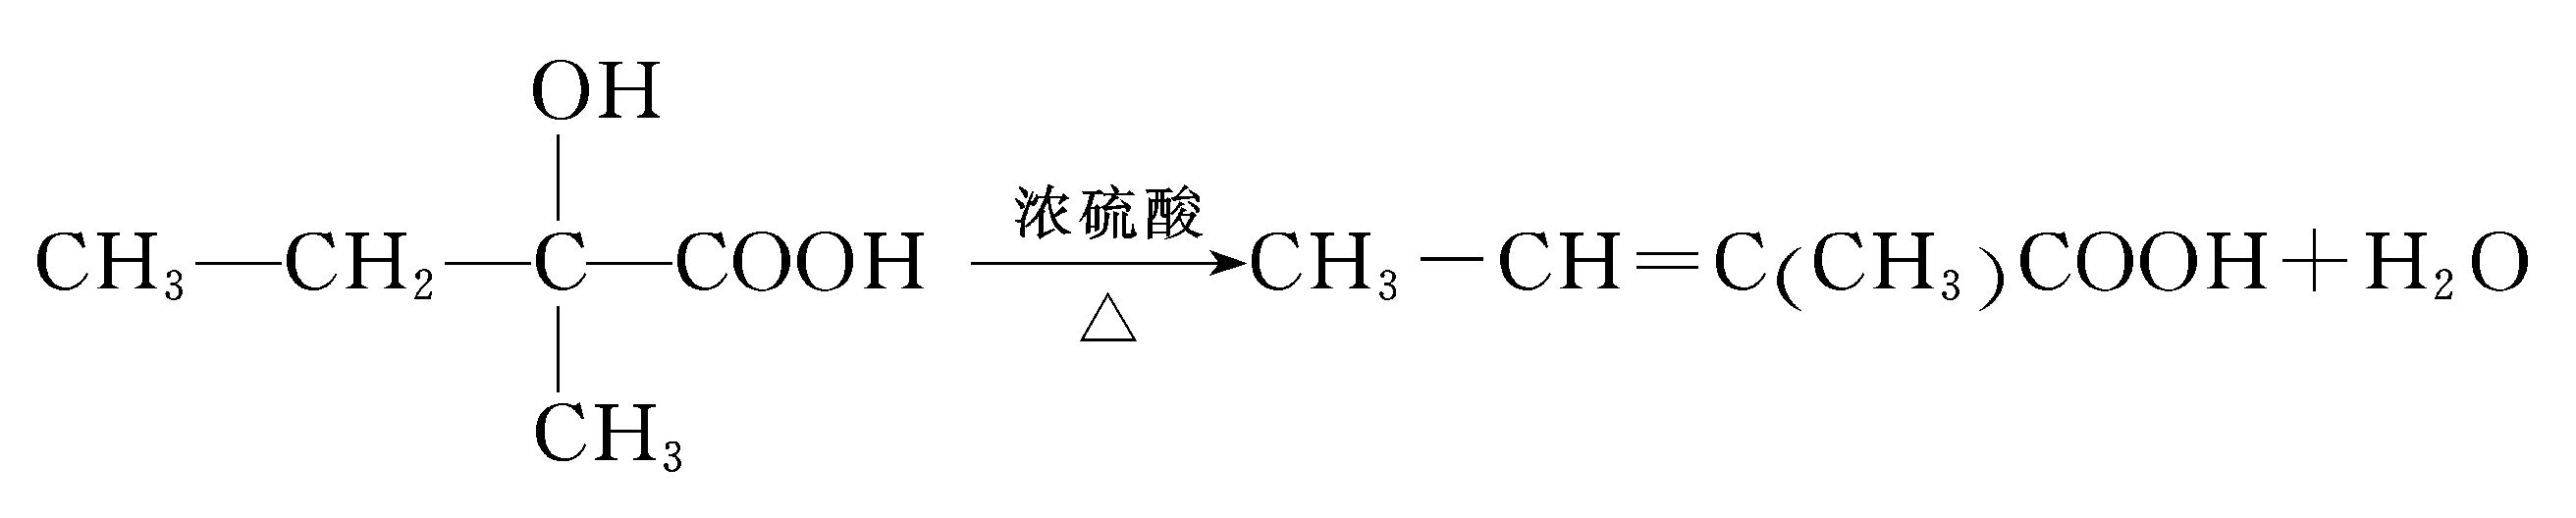 OH
浓硫酸
CH₃—CH₂—C—COOH → CH₃—CH=C(CH₃)COOH+H₂O
△
CH₃